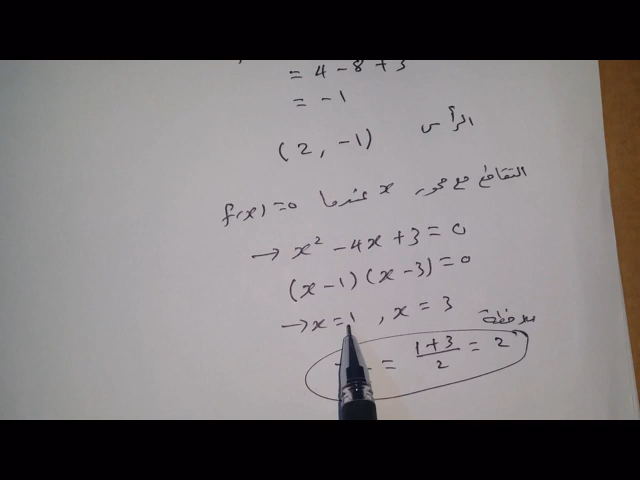 = 4 - 8 + 3
= -1
(2, -1) الرأس
التقاطع مع محور x عندما f(x)=0
→ x² - 4x + 3 = 0
(x - 1)(x - 3) = 0
→ x = 1, x = 3
ملاحظة
= \frac{1+3}{2} = 2